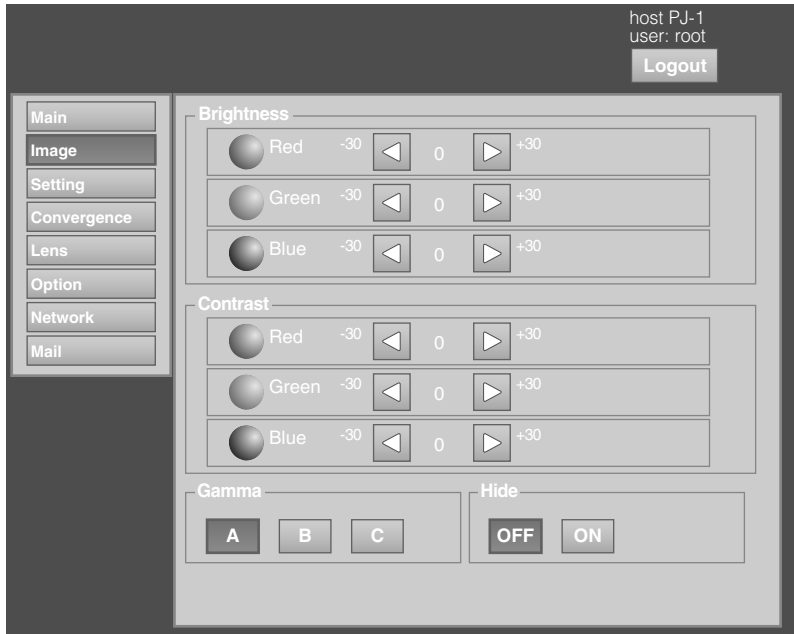 host PJ-1
user: root
Logout
Main
Image
Setting
Convergence
Lens
Option
Network
Mail
Brightness
Red -30 0 +30
Green -30 0 +30
Blue -30 0 +30
Contrast
Red -30 0 +30
Green -30 0 +30
Blue -30 0 +30
Gamma
A B C
Hide
OFF ON